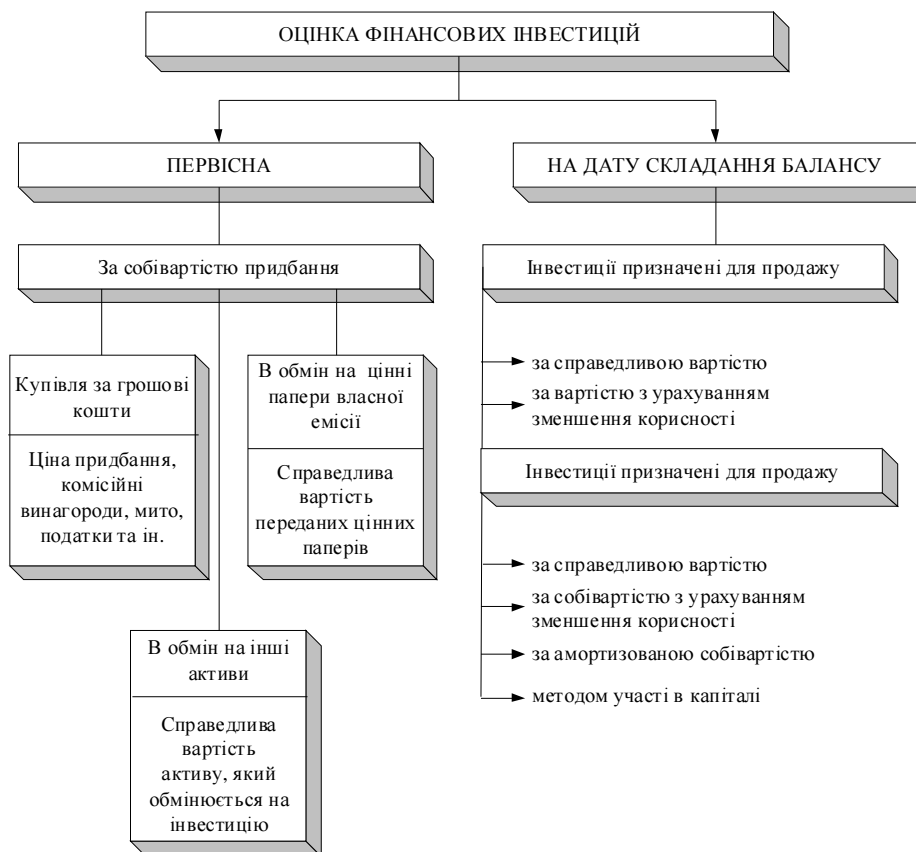 ОЦІНКА ФІНАНСОВИХ ІНВЕСТИЦІЙ
ПЕРВІСНА
НА ДАТУ СКЛАДАННЯ БАЛАНСУ
За собівартістю придбання
Інвестиції призначені для продажу
Купівля за грошові
кошти
Ціна придбання,
комісійні
винагороди, мито,
податки та ін.
В обмін на цінні
папери власної
емісії
Справедлива
вартість
переданих цінних
паперів
В обмін на інші
активи
Справедлива
вартість
активу, який
обмінюється на
інвестицію
за справедливою вартістю
за вартістю з урахуванням
зменшення корисності
Інвестиції призначені для продажу
за справедливою вартістю
за собівартістю з урахуванням
зменшення корисності
за амортизованою собівартістю
методом участі в капіталі